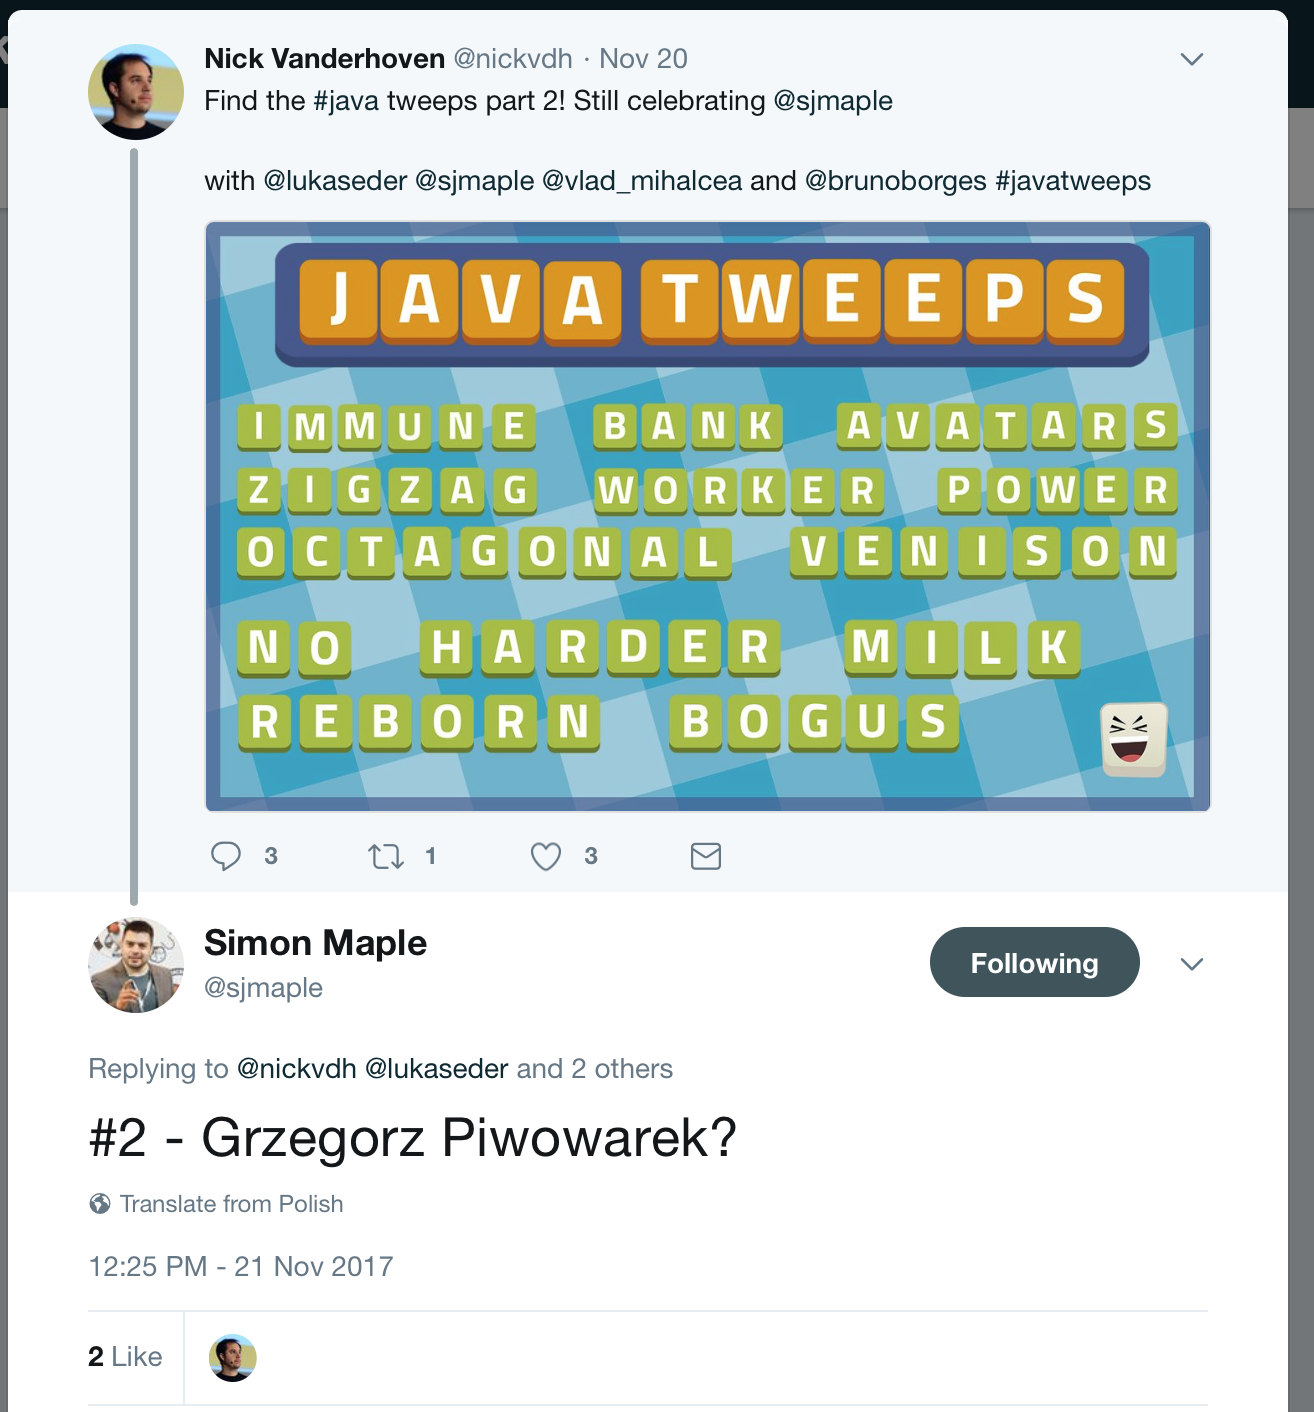 Nick Vanderhoven @nickvdh · Nov 20
Find the #java tweeps part 2! Still celebrating @sjmaple
with @lukaseder @sjmaple @vlad_mihalcea and @brunoborges #javatweeps
JAVA TWEEPS
IMMUNE BANK AVATARS
ZIGZAG WORKER POWER
OCTAGONAL VENISON
NO HARDER MILK
REBORN BOGUS
3 1 3
Simon Maple
@sjmaple
Following
Replying to @nickvdh @lukaseder and 2 others
#2 - Grzegorz Piwowarek?
Translate from Polish
12:25 PM - 21 Nov 2017
2 Like